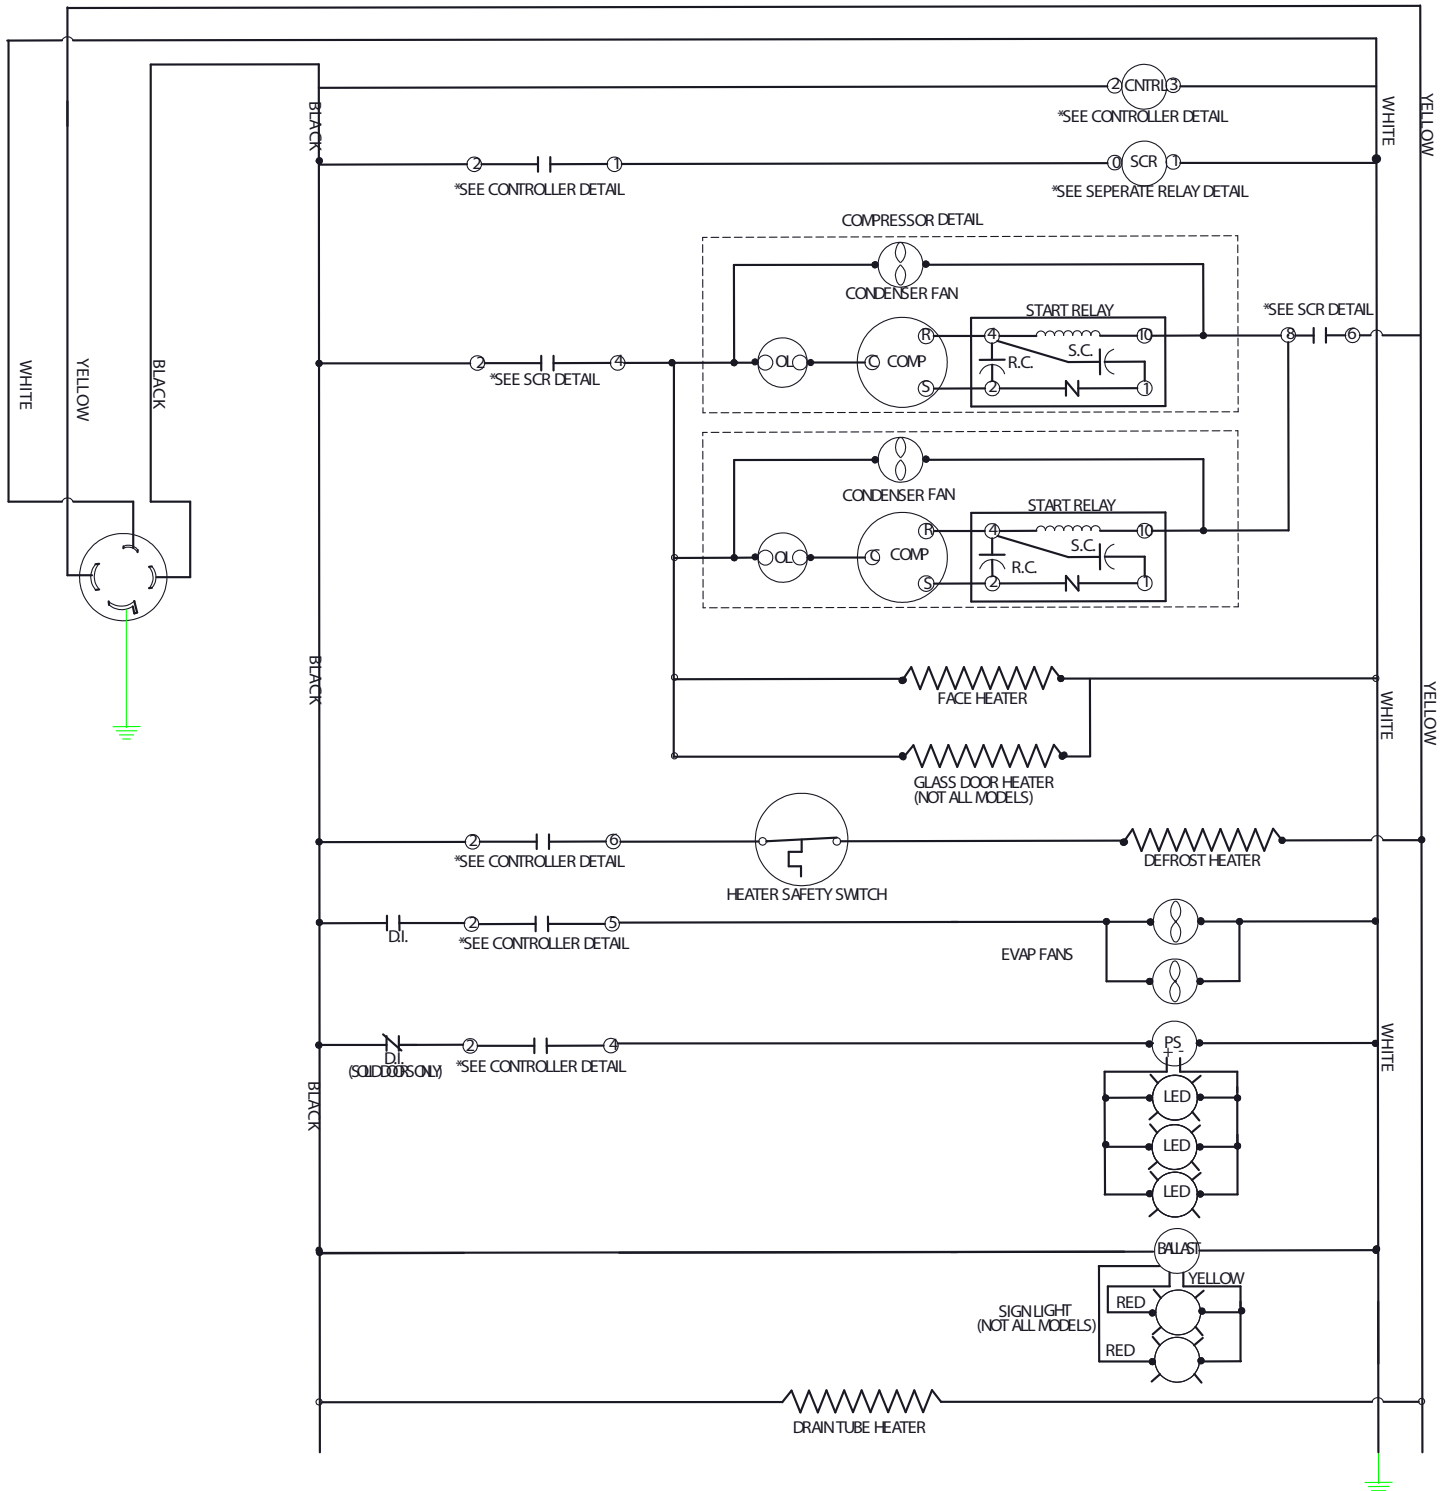 2 CNTRL 3
*SEE CONTROLLER DETAIL
BLACK
WHITE
YELLOW
2 1 0 SCR 1
*SEE CONTROLLER DETAIL
*SEE SEPERATE RELAY DETAIL
COMPRESSOR DETAIL
CONDENSER FAN
START RELAY
*SEE SCR DETAIL
R 4 10 8 6
S.C.
2 4 OL C COMP R.C.
*SEE SCR DETAIL
S 2 1
WHITE
YELLOW
BLACK
CONDENSER FAN
START RELAY
R 4 10
S.C.
OL C COMP R.C.
S 2 1
BLACK
FACE HEATER
WHITE
YELLOW
GLASS DOOR HEATER
(NOT ALL MODELS)
2 6
*SEE CONTROLLER DETAIL
DEFROST HEATER
HEATER SAFETY SWITCH
2 5
D.I.
*SEE CONTROLLER DETAIL
EVAP FANS
2 4 PS
+ -
D.I.
(SOLID DOORS ONLY)
*SEE CONTROLLER DETAIL
WHITE
BLACK
LED
LED
LED
BALLAST
YELLOW
RED
SIGN LIGHT
(NOT ALL MODELS)
RED
DRAIN TUBE HEATER